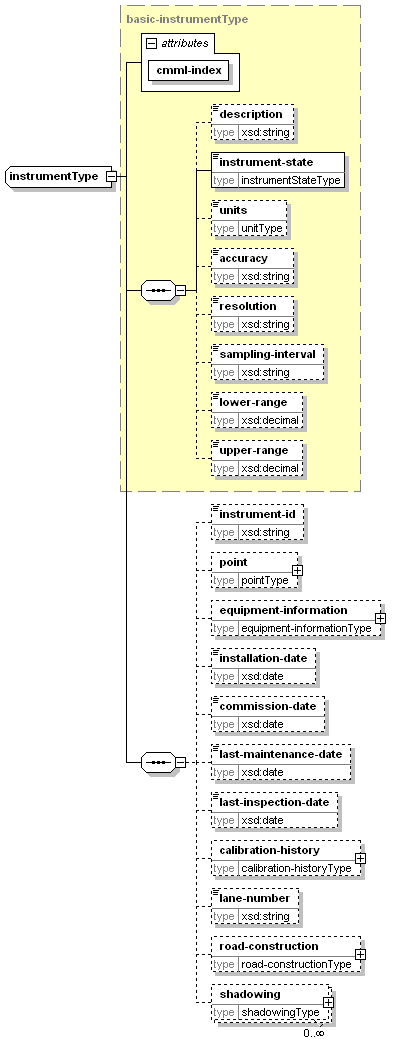 basic-instrumentType
attributes
cmml-index
instrumentType
description
type xsd:string
instrument-state
type instrumentStateType
units
type unitType
accuracy
type xsd:string
resolution
type xsd:string
sampling-interval
type xsd:string
lower-range
type xsd:decimal
upper-range
type xsd:decimal
instrument-id
type xsd:string
point
type pointType
equipment-information
type equipment-informationType
installation-date
type xsd:date
commission-date
type xsd:date
last-maintenance-date
type xsd:date
last-inspection-date
type xsd:date
calibration-history
type calibration-historyType
lane-number
type xsd:string
road-construction
type road-constructionType
shadowing
type shadowingType
0..∞